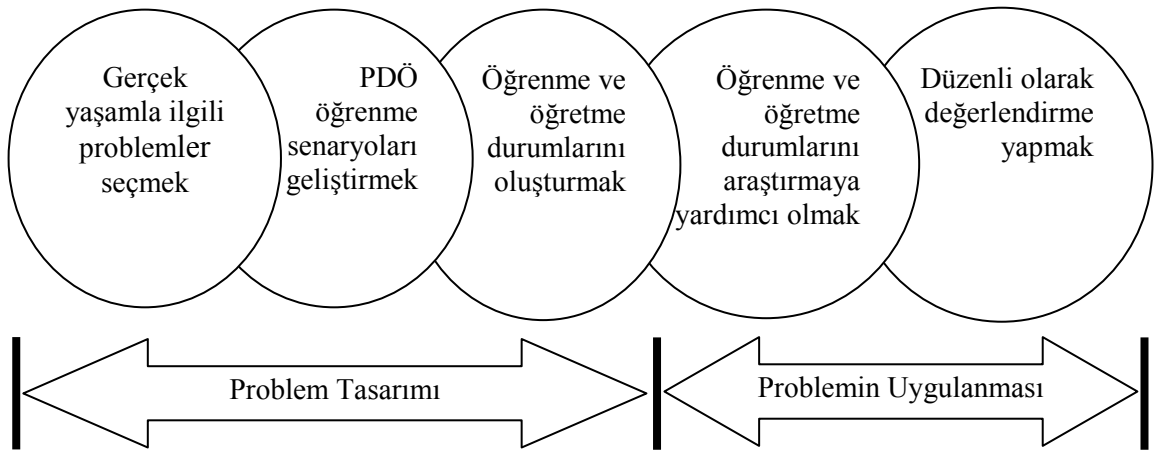 Gerçek
yaşamla ilgili
problemler
seçmek
PDÖ
öğrenme
senaryoları
geliştirmek
Öğrenme ve
öğretme
durumlarını
oluşturmak
Öğrenme ve
öğretme
durumlarını
araştırmaya
yardımcı olmak
Düzenli olarak
değerlendirme
yapmak
Problem Tasarımı
Problemin Uygulanması